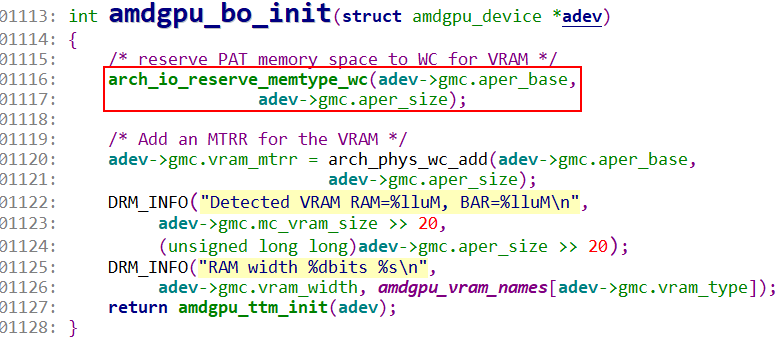 01113: int amdgpu_bo_init(struct amdgpu_device *adev)
01114: {
01115:     /* reserve PAT memory space to WC for VRAM */
01116:     arch_io_reserve_memtype_wc(adev->gmc.aper_base,
01117:                     adev->gmc.aper_size);
01118:
01119:     /* Add an MTRR for the VRAM */
01120:     adev->gmc.vram_mtrr = arch_phys_wc_add(adev->gmc.aper_base,
01121:                             adev->gmc.aper_size);
01122:     DRM_INFO("Detected VRAM RAM=%lluM, BAR=%lluM\n",
01123:         adev->gmc.mc_vram_size >> 20,
01124:         (unsigned long long)adev->gmc.aper_size >> 20);
01125:     DRM_INFO("RAM width %dbits %s\n",
01126:         adev->gmc.vram_width, amdgpu_vram_names[adev->gmc.vram_type]);
01127:     return amdgpu_ttm_init(adev);
01128: }